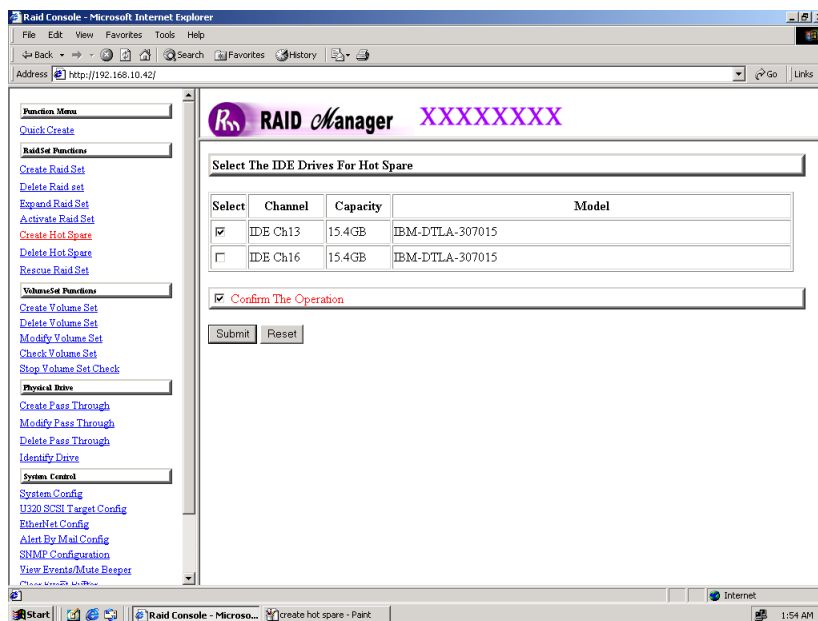 Raid Console - Microsoft Internet Explorer
File Edit View Favorites Tools Help
Back Search Favorites History
Address http://192.168.10.42/ Go Links
Function Menu
Quick Create
RaidSet Functions
Create Raid Set
Delete Raid set
Expand Raid Set
Activate Raid Set
Create Hot Spare
Delete Hot Spare
Rescue Raid Set
VolumeSet Functions
Create Volume Set
Delete Volume Set
Modify Volume Set
Check Volume Set
Stop Volume Set Check
Physical Drive
Create Pass Through
Modify Pass Through
Delete Pass Through
Identify Drive
System Control
System Config
U320 SCSI Target Config
EtherNet Config
Alert By Mail Config
SNMP Configuration
View Events/Mute Beeper
Clear Event Buffer
Rm RAID Manager XXXXXXXX
Select The IDE Drives For Hot Spare
Select Channel Capacity Model
IDE Ch13 15.4GB IBM-DTLA-307015
IDE Ch16 15.4GB IBM-DTLA-307015
Confirm The Operation
Submit Reset
Internet
Start Raid Console - Microso... create hot spare - Paint 1:54 AM